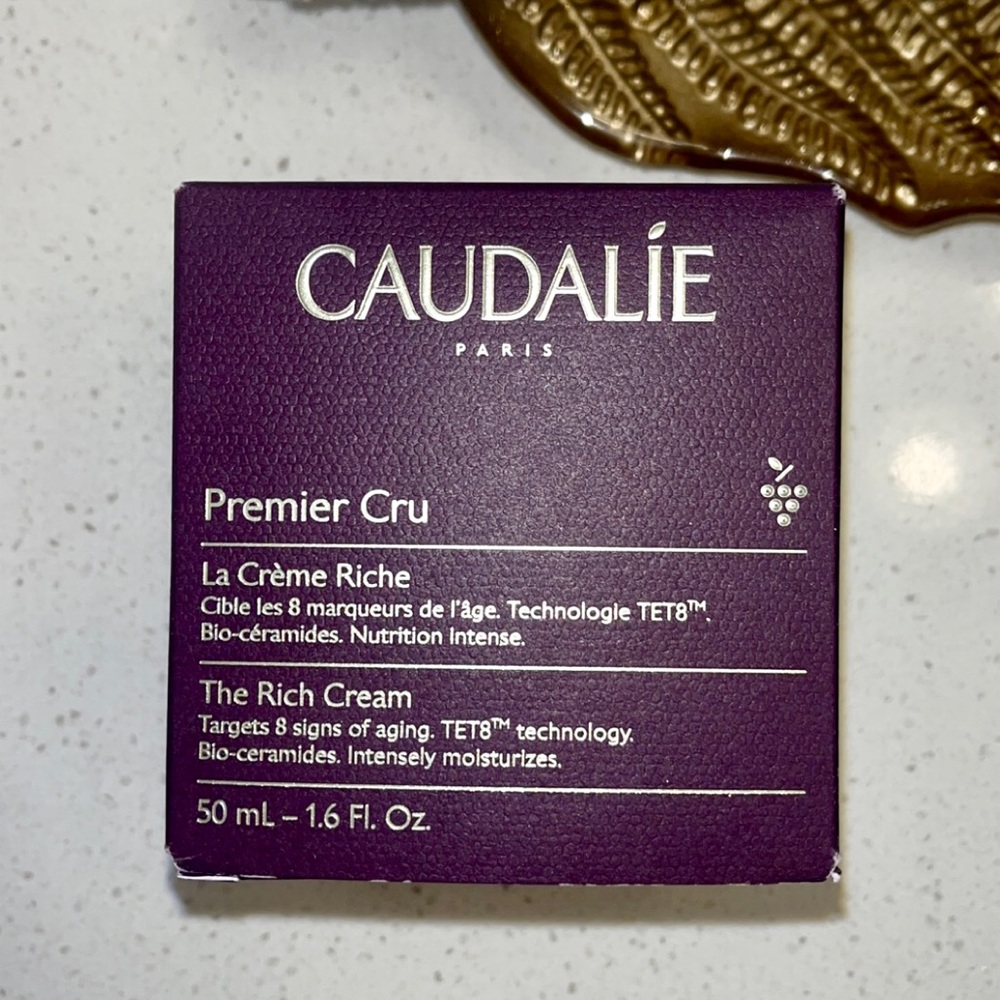 CAUDALÍE
PARIS
Premier Cru
La Crème Riche
Cible les 8 marqueurs de l'âge. Technologie TET8™.
Bio-céramides. Nutrition intense.
The Rich Cream
Targets 8 signs of aging. TET8™ technology.
Bio-ceramides. Intensely moisturizes.
50 mL – 1.6 Fl. Oz.